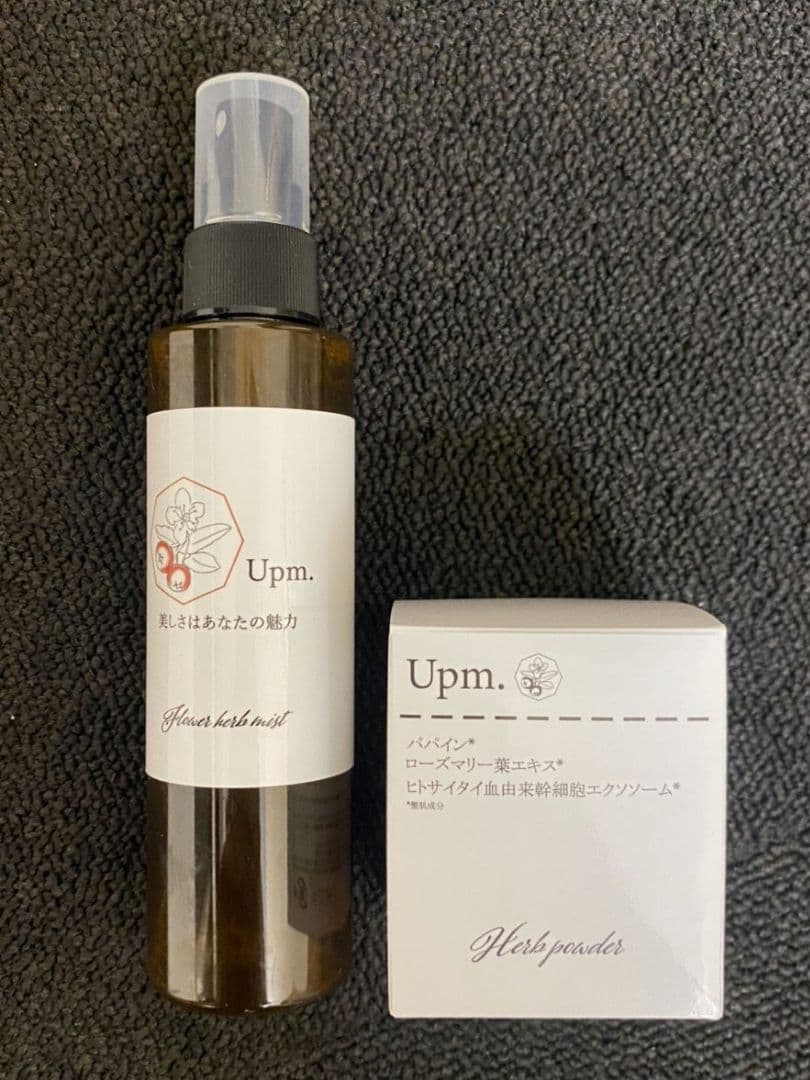 Upm.
美しさはあなたの魅力
Flower herb mist
Upm.
パパイン*
ローズマリー葉エキス*
ヒトサイタイ血由来幹細胞エクソソーム*
*整肌成分
Herb powder